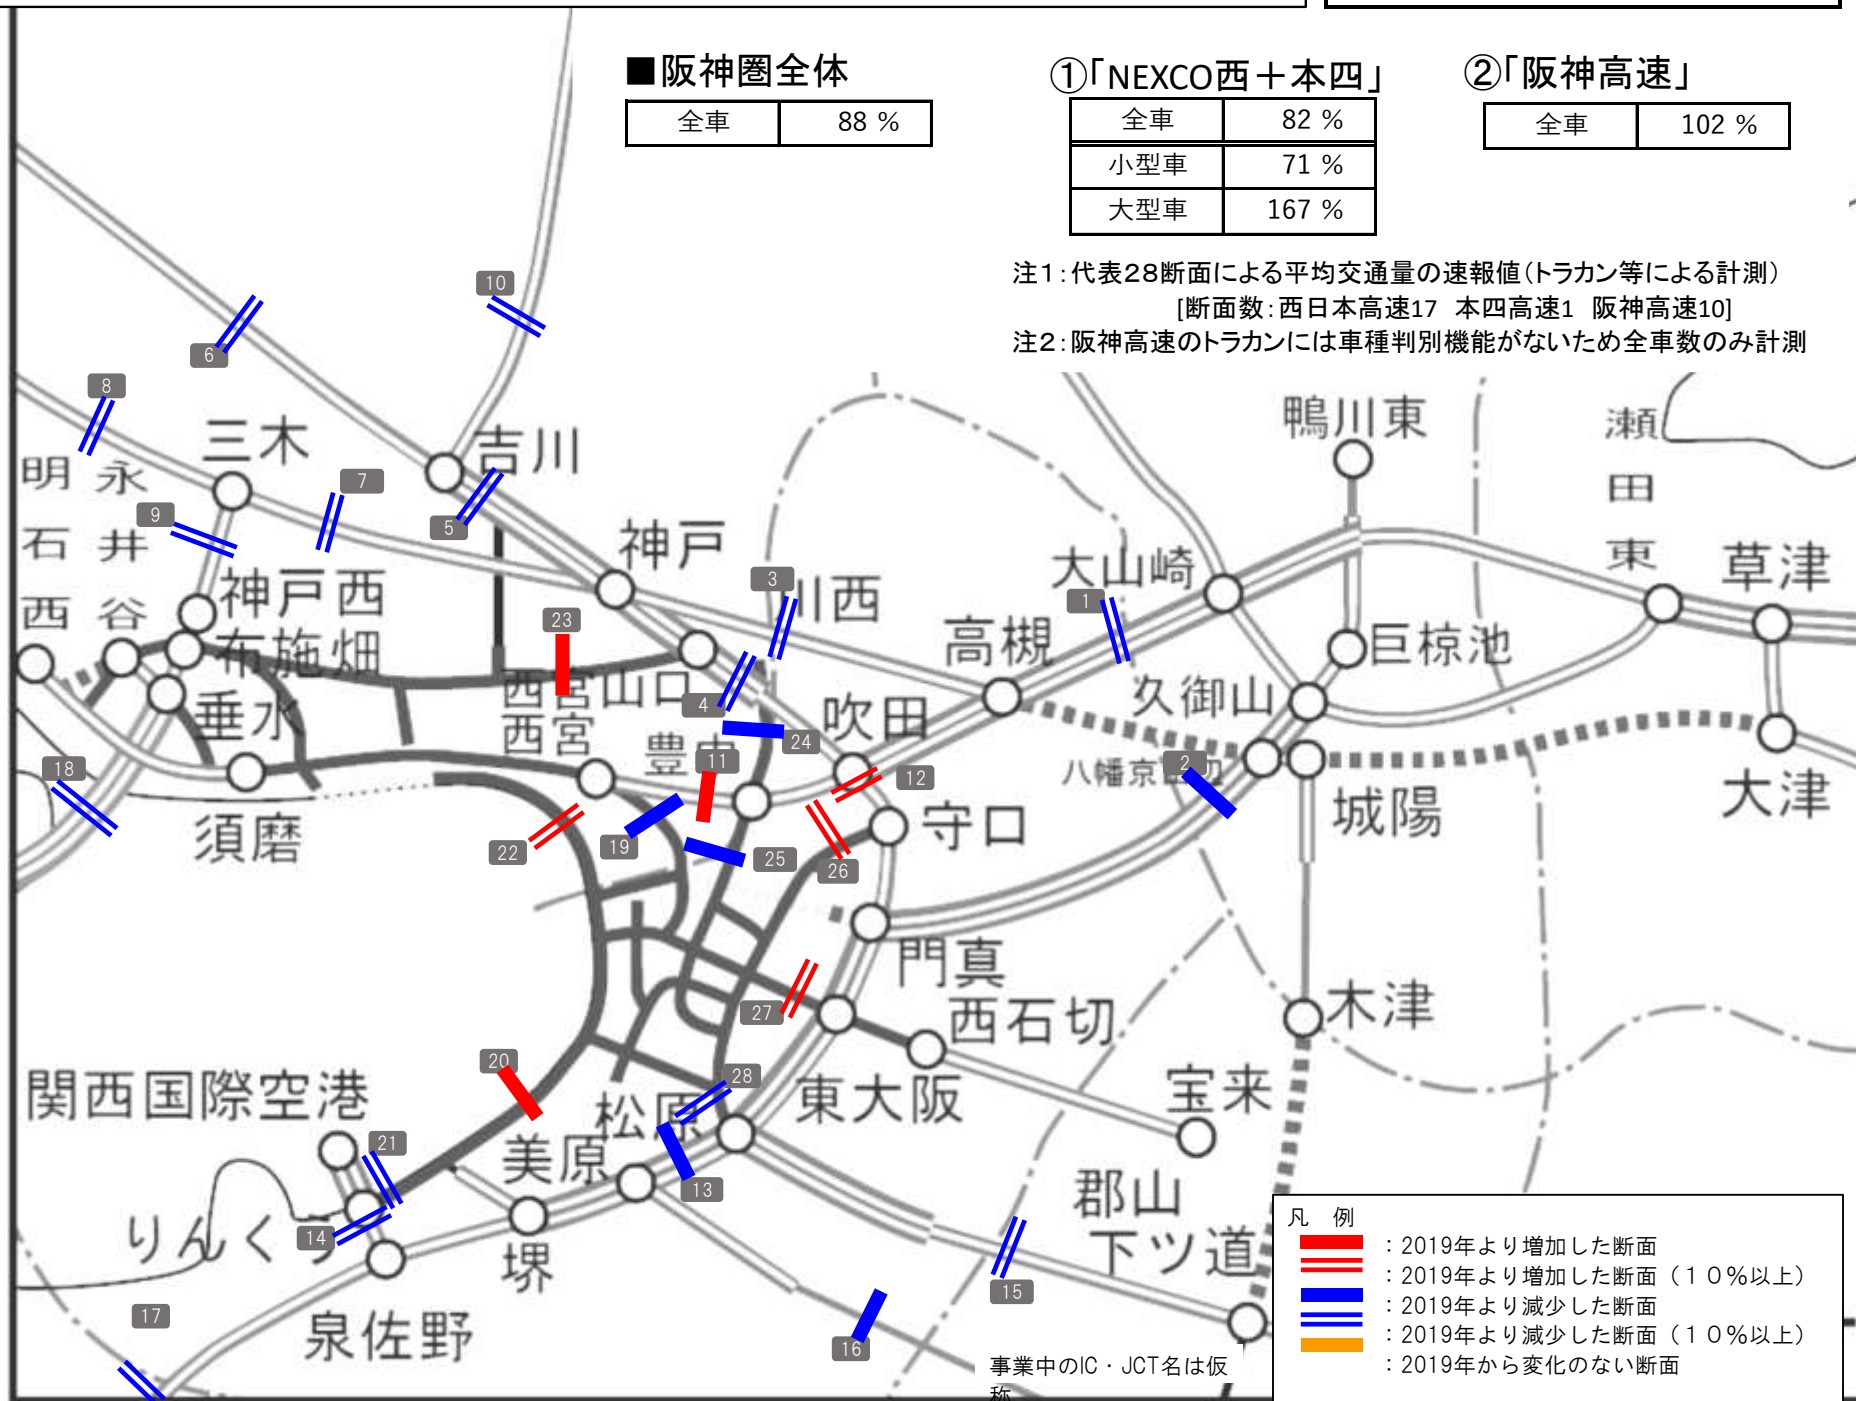 ■阪神圏全体
全車 88 %
①「NEXCO西＋本四」
全車 82 %
小型車 71 %
大型車 167 %
②「阪神高速」
全車 102 %
注1：代表28断面による平均交通量の速報値（トラカン等による計測）
[断面数：西日本高速17 本四高速1 阪神高速10]
注2：阪神高速のトラカンには車種判別機能がないため全車数のみ計測
10
6
8
三木
吉川
鴨川東
瀬田東
明石西
永井谷
7
9
5
神戸
3
川西
大山崎
1
草津
神戸西
布施畑
23
高槻
巨椋池
西宮山口
西宮
4
久御山
垂水
吹田
24
豊中
11
18
12
2
八幡京田辺
大津
須磨
22
19
25
26
守口
城陽
門真
27
西石切
木津
20
28
関西国際空港
松原
東大阪
宝来
21
美原
13
郡山
下ツ道
りんくう
14
堺
15
17
泉佐野
16
事業中のIC・JCT名は仮
称
凡 例
：2019年より増加した断面
：2019年より増加した断面（１０％以上）
：2019年より減少した断面
：2019年より減少した断面（１０％以上）
：2019年から変化のない断面